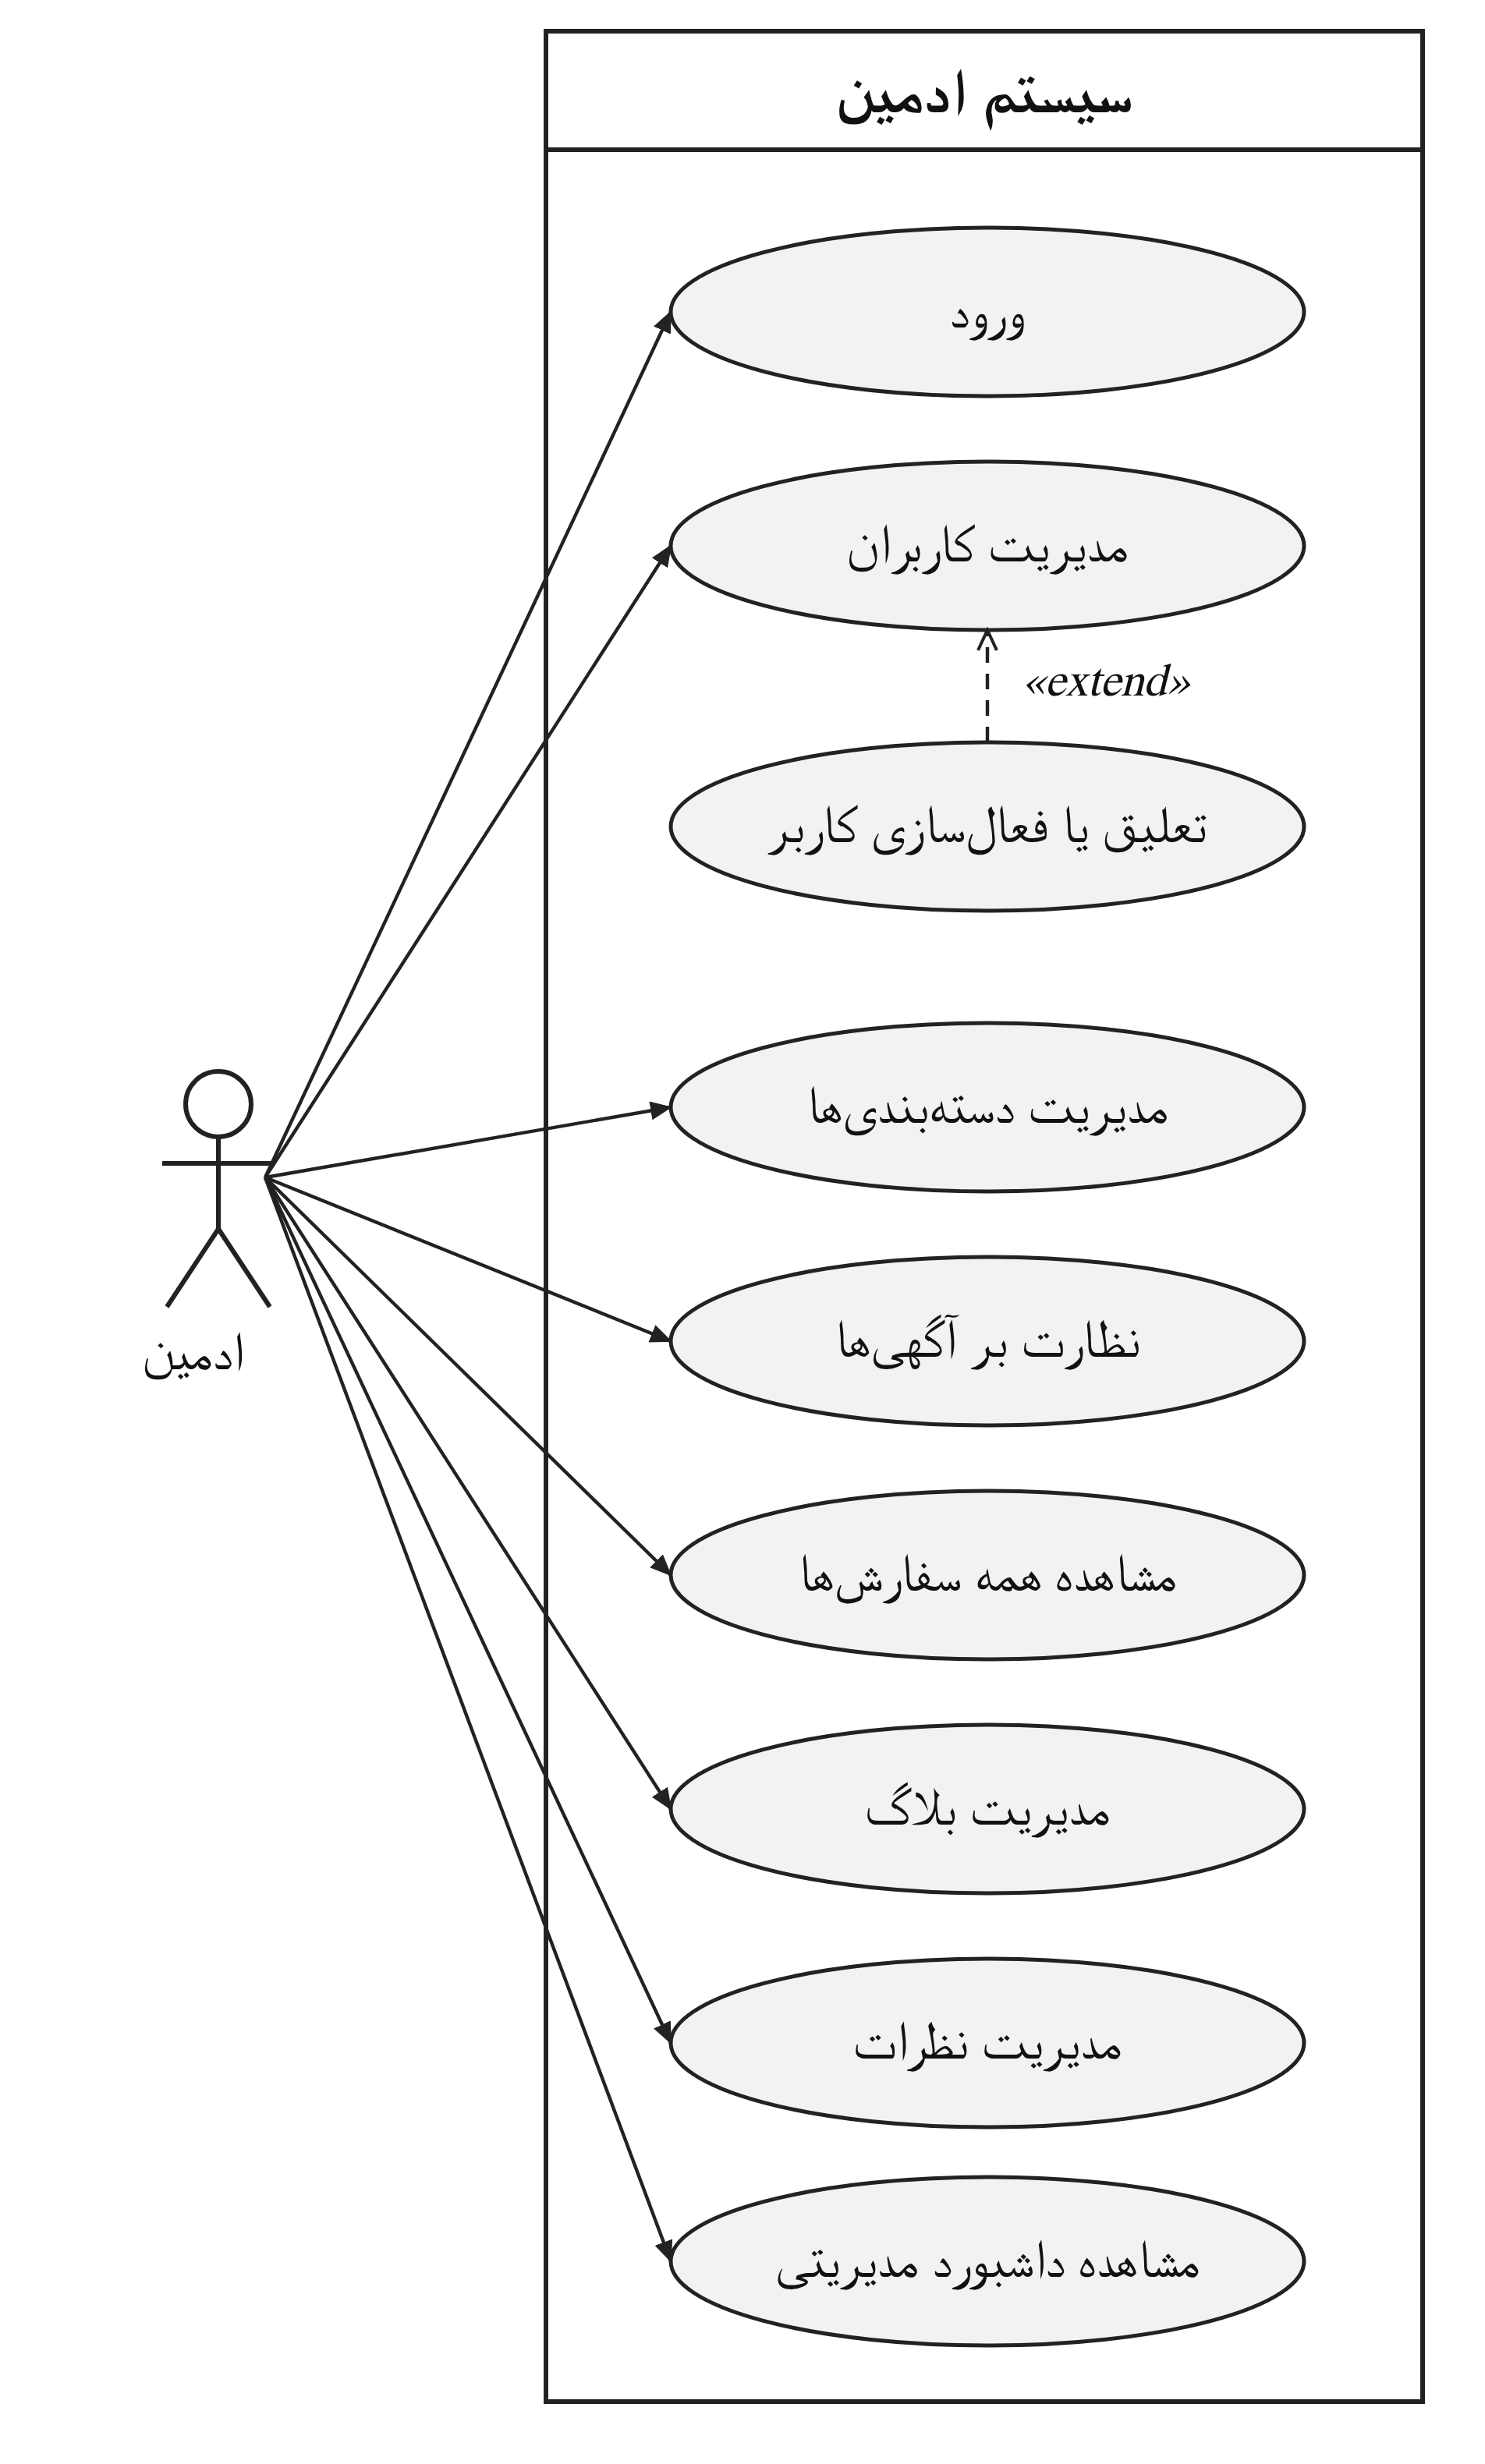 سیستم ادمین
ورود
مدیریت کاربران
«extend»
تعلیق یا فعال‌سازی کاربر
مدیریت دسته‌بندی‌ها
نظارت بر آگهی‌ها
ادمین
مشاهده همه سفارش‌ها
مدیریت بلاگ
مدیریت نظرات
مشاهده داشبورد مدیریتی